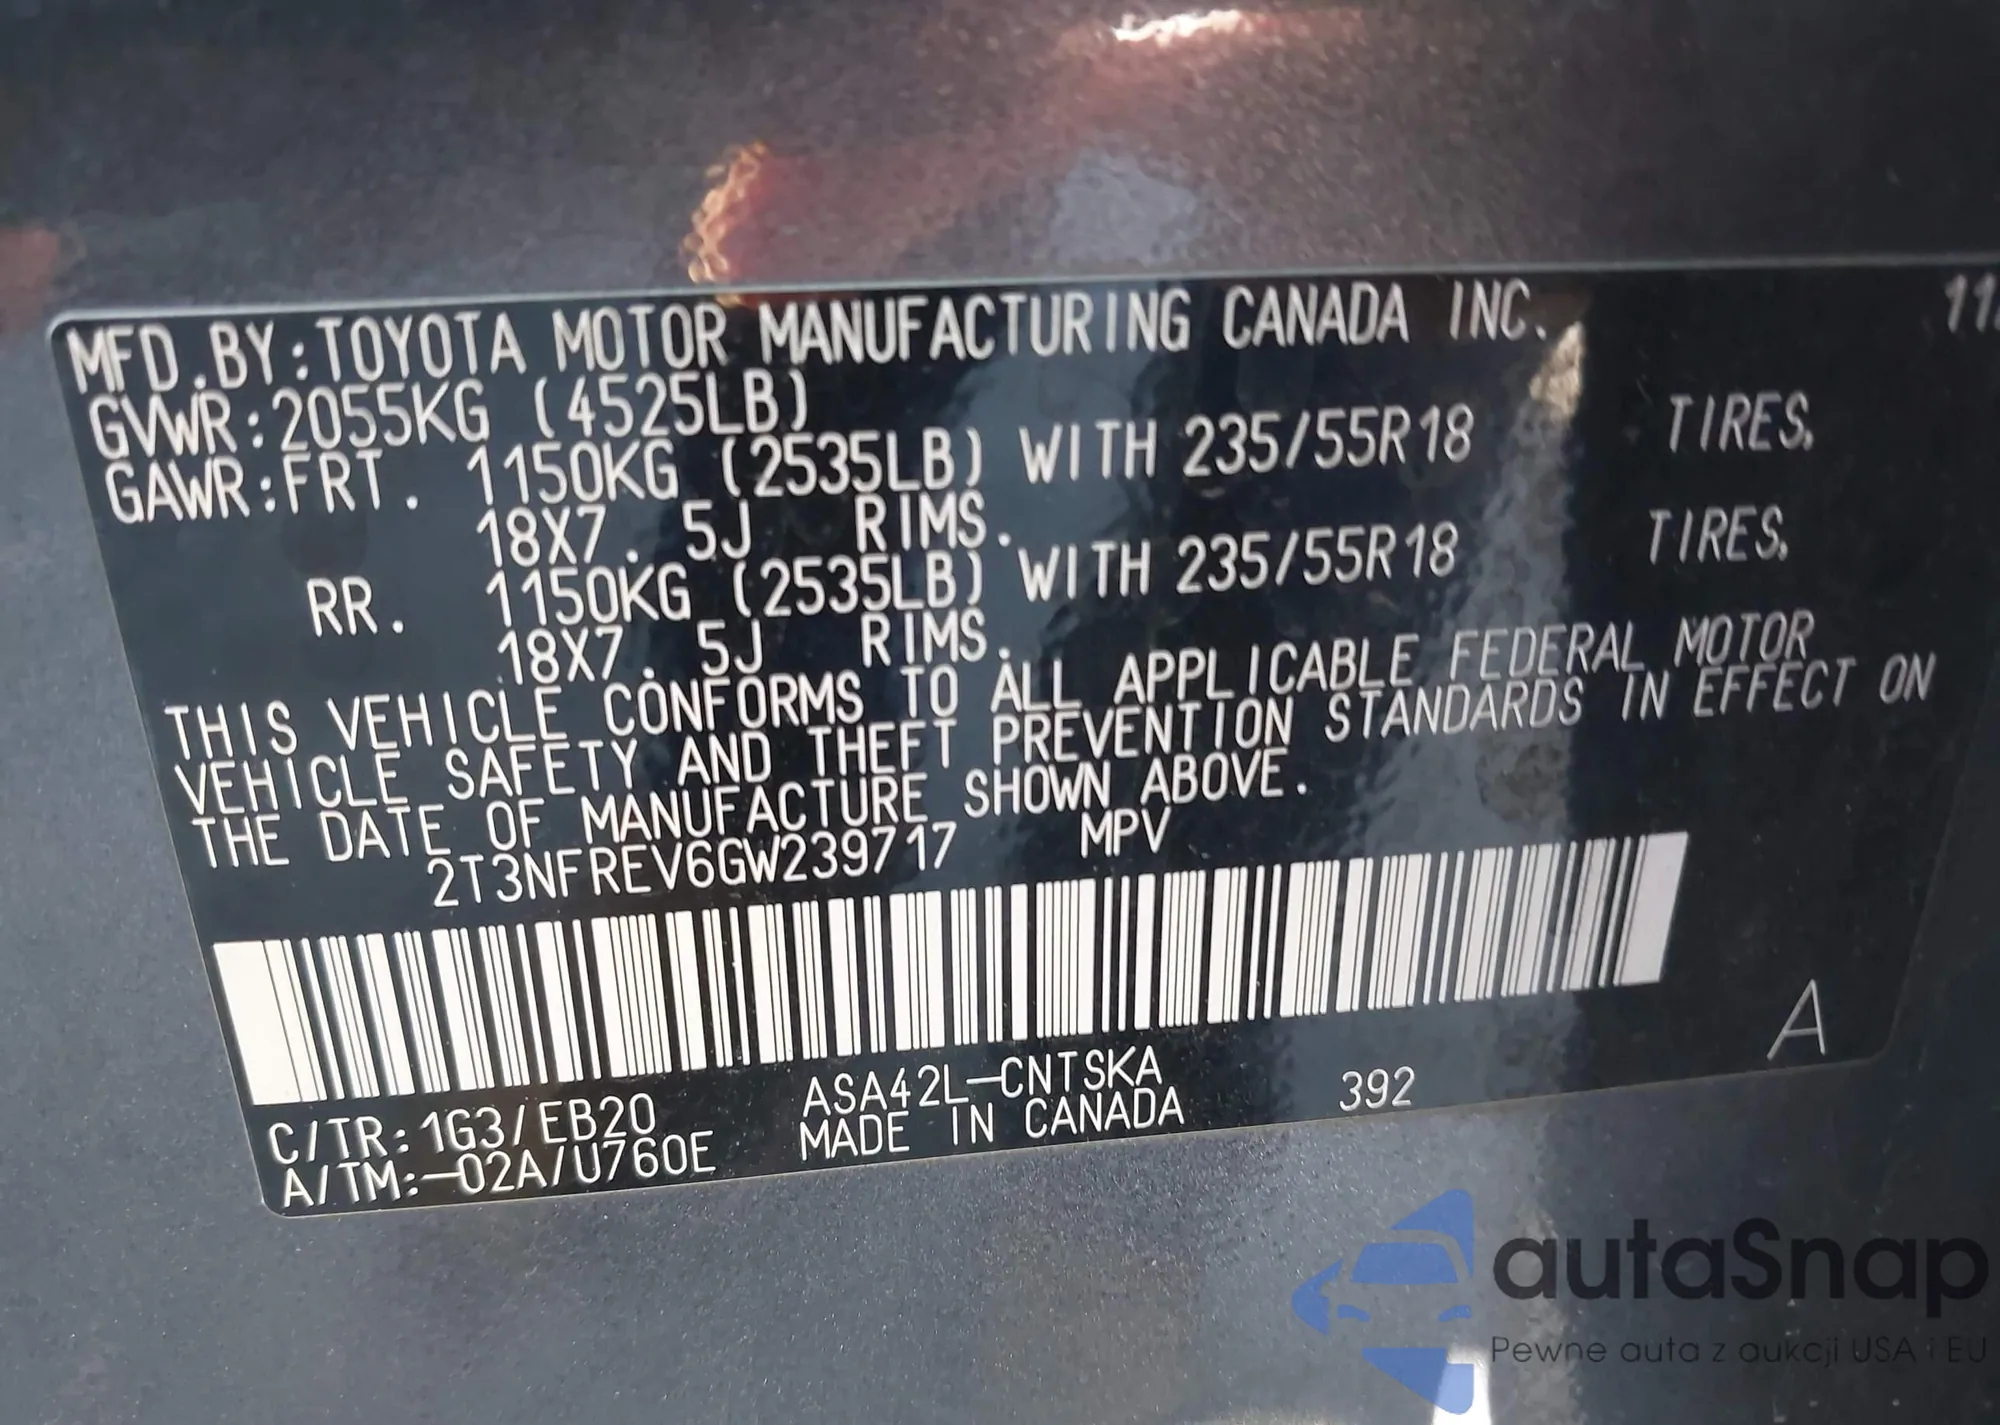 MFD.BY:TOYOTA MOTOR MANUFACTURING CANADA INC. 11
GVWR:2055KG (4525LB)
GAWR:FRT. 1150KG (2535LB) WITH 235/55R18 TIRES,
18X7.5J RIMS.
RR. 1150KG (2535LB) WITH 235/55R18 TIRES,
18X7.5J RIMS.
THIS VEHICLE CONFORMS TO ALL APPLICABLE FEDERAL MOTOR
VEHICLE SAFETY AND THEFT PREVENTION STANDARDS IN EFFECT ON
THE DATE OF MANUFACTURE SHOWN ABOVE.
2T3NFREV6GW239717 MPV
A
C/TR:1G3/EB20 ASA42L-CNTSKA 392
A/TM:-02A/U760E MADE IN CANADA
autaSnap
Pewne auta z aukcji USA i EU